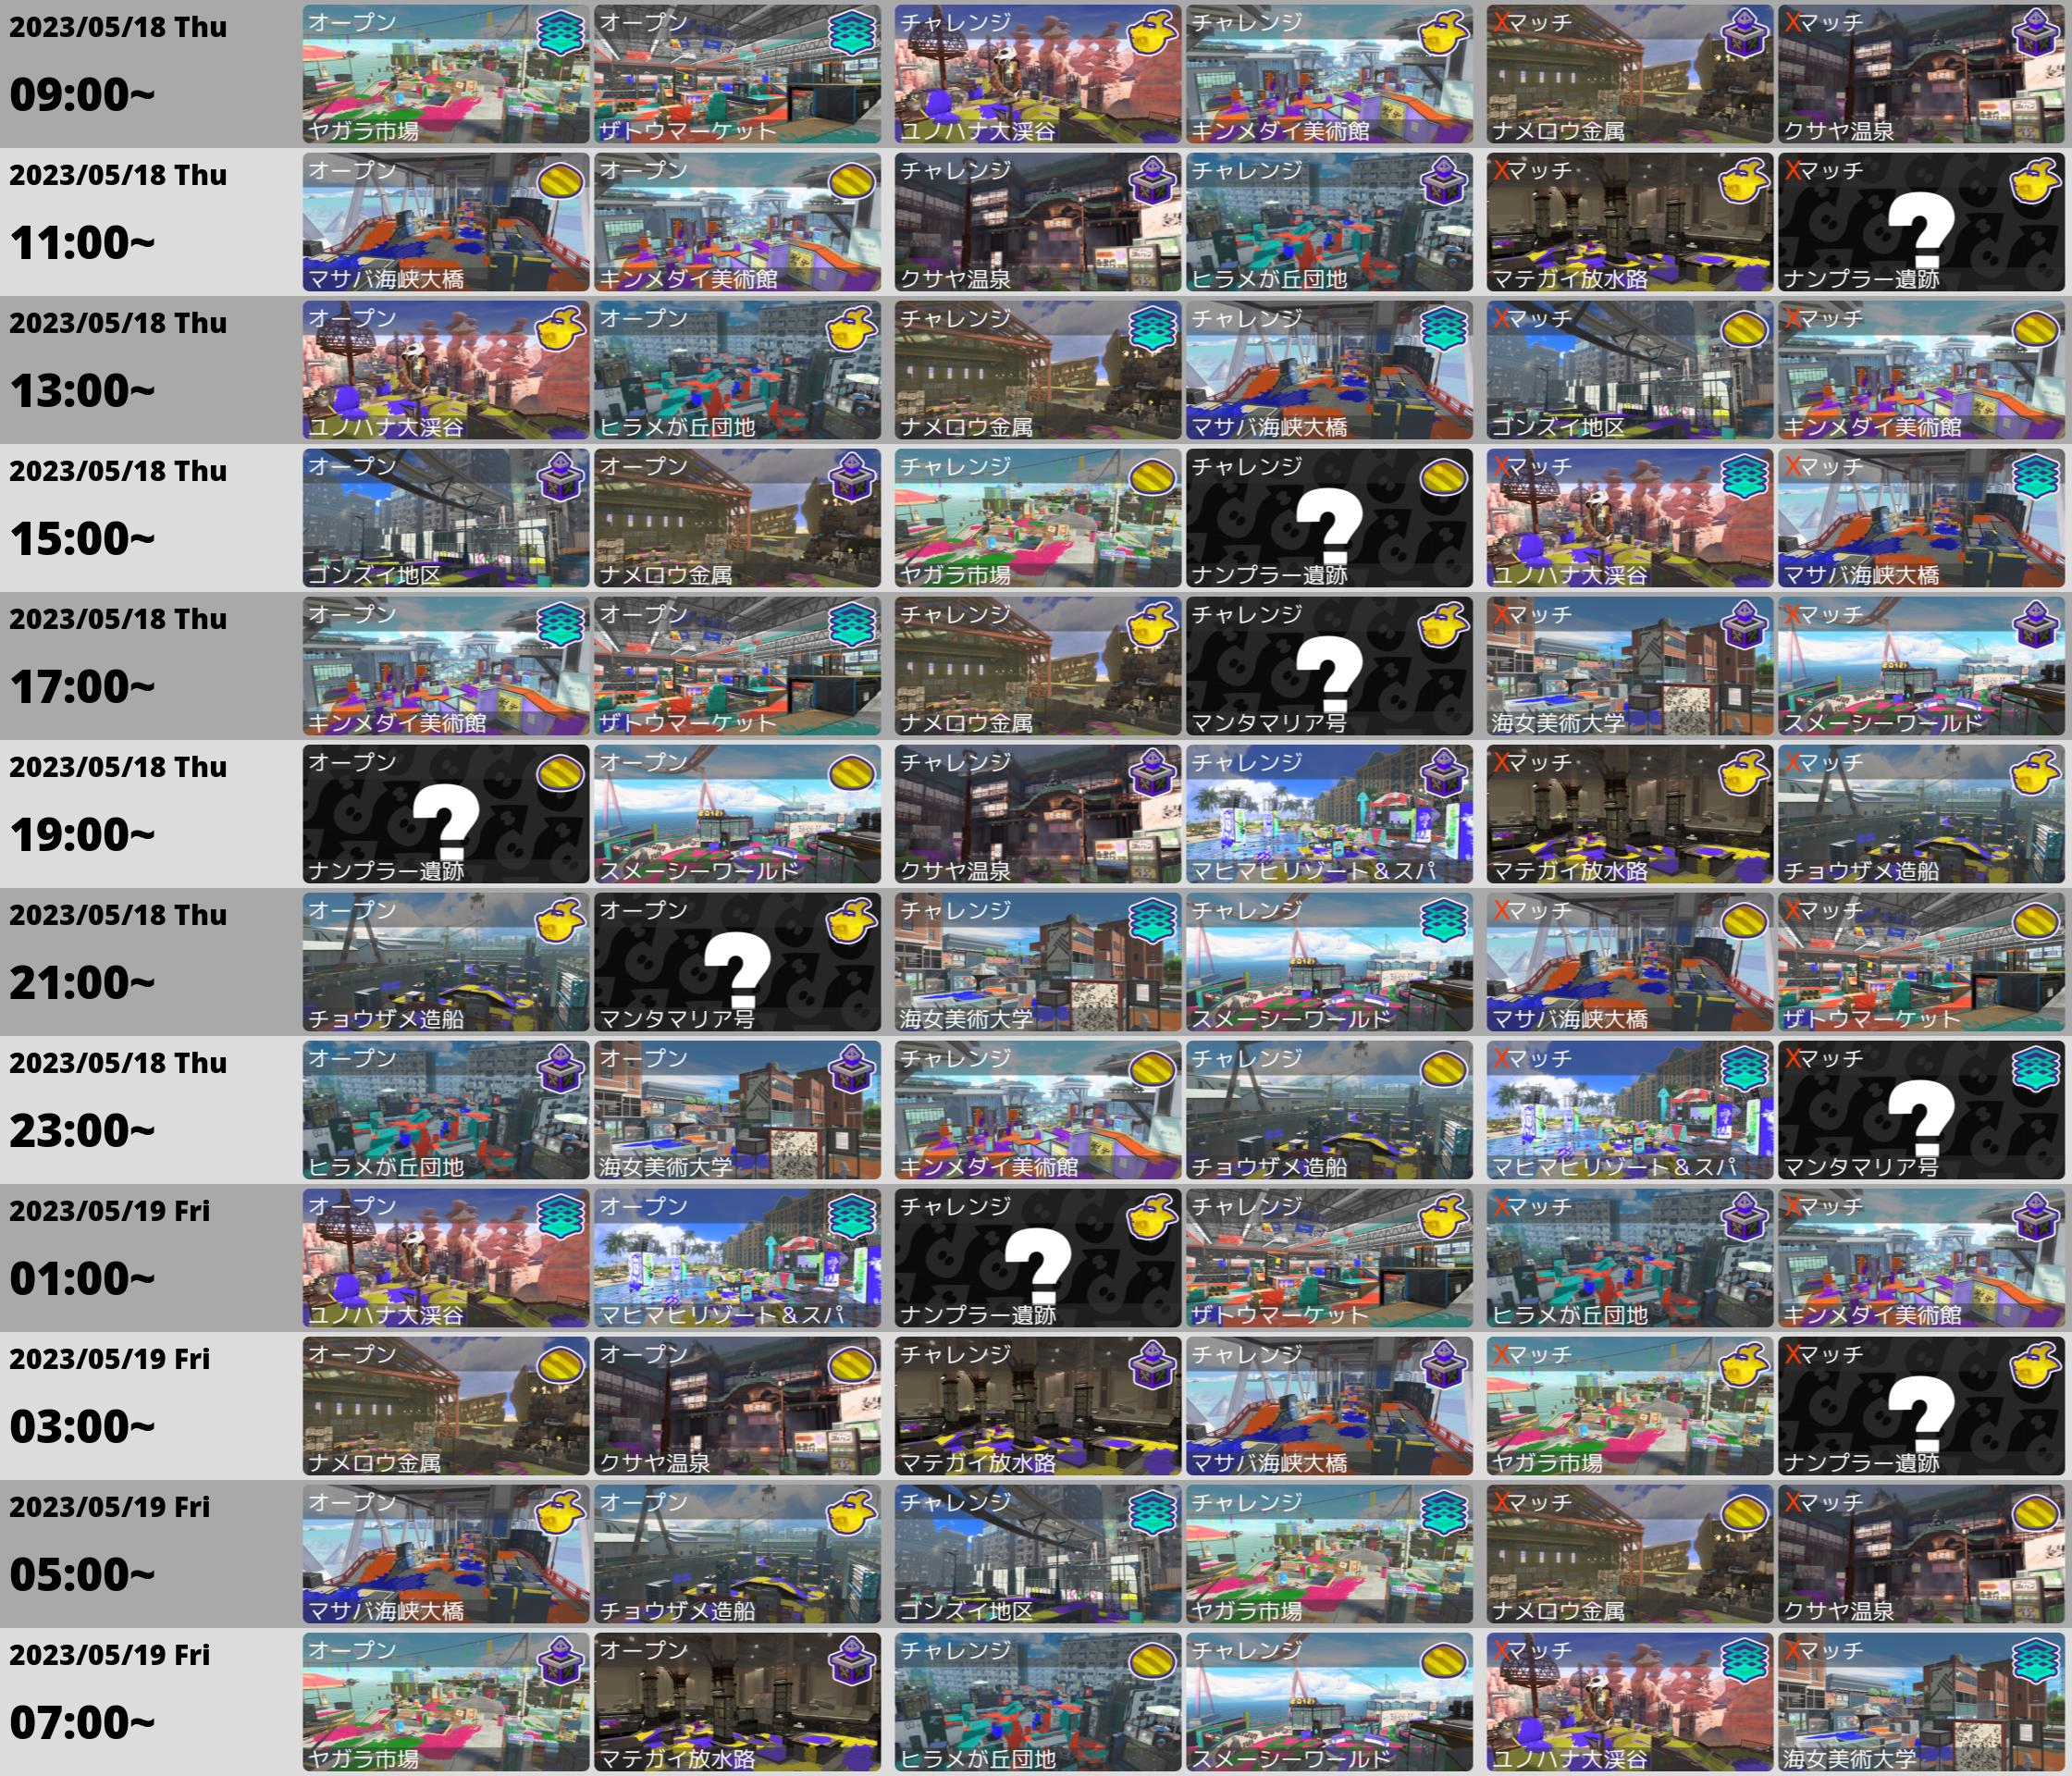 2023/05/18 Thu
09:00~
オープン オープン チャレンジ チャレンジ Xマッチ Xマッチ
ヤガラ市場 ザトウマーケット ユノハナ大渓谷 キンメダイ美術館 ナメロウ金属 クサヤ温泉
2023/05/18 Thu
11:00~
オープン オープン チャレンジ チャレンジ Xマッチ Xマッチ
?
マサバ海峡大橋 キンメダイ美術館 クサヤ温泉 ヒラメが丘団地 マテガイ放水路 ナンプラー遺跡
2023/05/18 Thu
13:00~
オープン オープン チャレンジ チャレンジ Xマッチ Xマッチ
ユノハナ大渓谷 ヒラメが丘団地 ナメロウ金属 マサバ海峡大橋 ゴンズイ地区 キンメダイ美術館
2023/05/18 Thu
15:00~
オープン オープン チャレンジ チャレンジ Xマッチ Xマッチ
?
ゴンズイ地区 ナメロウ金属 ヤガラ市場 ナンプラー遺跡 ユノハナ大渓谷 マサバ海峡大橋
2023/05/18 Thu
17:00~
オープン オープン チャレンジ チャレンジ Xマッチ Xマッチ
?
キンメダイ美術館 ザトウマーケット ナメロウ金属 マンタマリア号 海女美術大学 スメーシーワールド
2023/05/18 Thu
19:00~
オープン オープン チャレンジ チャレンジ Xマッチ Xマッチ
?
ナンプラー遺跡 スメーシーワールド クサヤ温泉 マヒマヒリゾート＆スパ マテガイ放水路 チョウザメ造船
2023/05/18 Thu
21:00~
オープン オープン チャレンジ チャレンジ Xマッチ Xマッチ
?
チョウザメ造船 マンタマリア号 海女美術大学 スメーシーワールド マサバ海峡大橋 ザトウマーケット
2023/05/18 Thu
23:00~
オープン オープン チャレンジ チャレンジ Xマッチ Xマッチ
?
ヒラメが丘団地 海女美術大学 キンメダイ美術館 チョウザメ造船 マヒマヒリゾート＆スパ マンタマリア号
2023/05/19 Fri
01:00~
オープン オープン チャレンジ チャレンジ Xマッチ Xマッチ
?
ユノハナ大渓谷 マヒマヒリゾート＆スパ ナンプラー遺跡 ザトウマーケット ヒラメが丘団地 キンメダイ美術館
2023/05/19 Fri
03:00~
オープン オープン チャレンジ チャレンジ Xマッチ Xマッチ
?
ナメロウ金属 クサヤ温泉 マテガイ放水路 マサバ海峡大橋 ヤガラ市場 ナンプラー遺跡
2023/05/19 Fri
05:00~
オープン オープン チャレンジ チャレンジ Xマッチ Xマッチ
マサバ海峡大橋 チョウザメ造船 ゴンズイ地区 ヤガラ市場 ナメロウ金属 クサヤ温泉
2023/05/19 Fri
07:00~
オープン オープン チャレンジ チャレンジ Xマッチ Xマッチ
ヤガラ市場 マテガイ放水路 ヒラメが丘団地 スメーシーワールド ユノハナ大渓谷 海女美術大学